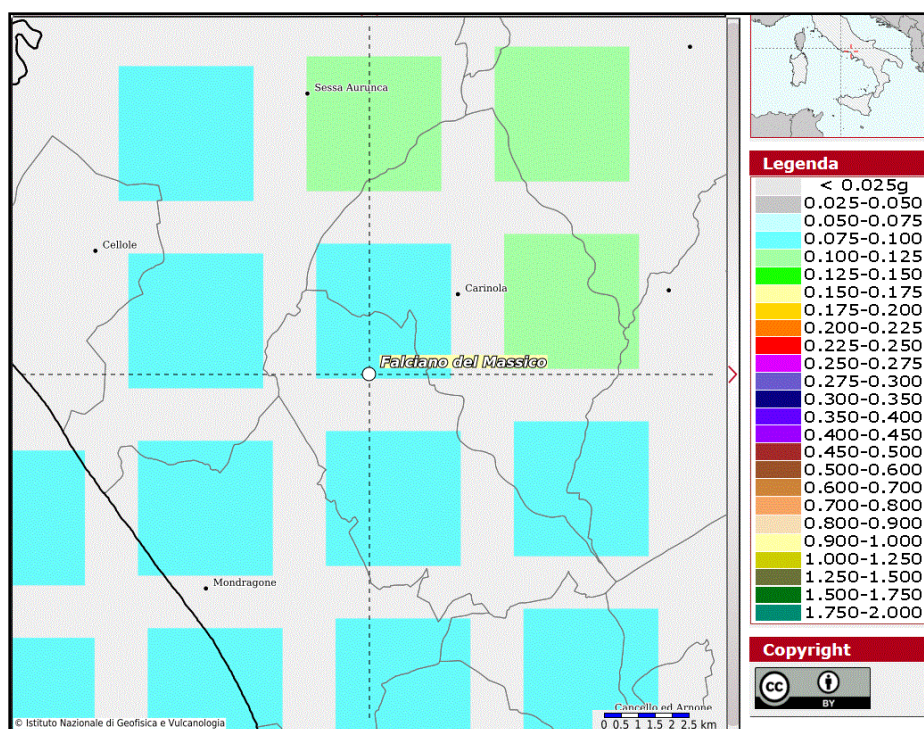 Sessa Aurunca
Cellole
Carinola
Falciano del Massico
Mondragone
Cancello ed Arnone
© Istituto Nazionale di Geofisica e Vulcanologia
0 0.5 1 1.5 2 2.5 km
Legenda
< 0.025g
0.025-0.050
0.050-0.075
0.075-0.100
0.100-0.125
0.125-0.150
0.150-0.175
0.175-0.200
0.200-0.225
0.225-0.250
0.250-0.275
0.275-0.300
0.300-0.350
0.350-0.400
0.400-0.450
0.450-0.500
0.500-0.600
0.600-0.700
0.700-0.800
0.800-0.900
0.900-1.000
1.000-1.250
1.250-1.500
1.500-1.750
1.750-2.000
Copyright
cc
BY